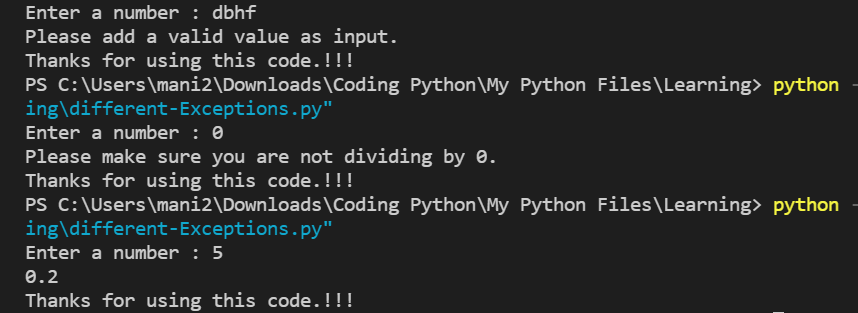 Enter a number : dbhf
Please add a valid value as input.
Thanks for using this code.!!!
PS C:\Users\mani2\Downloads\Coding Python\My Python Files\Learning> python -
ing\different-Exceptions.py"
Enter a number : 0
Please make sure you are not dividing by 0.
Thanks for using this code.!!!
PS C:\Users\mani2\Downloads\Coding Python\My Python Files\Learning> python -
ing\different-Exceptions.py"
Enter a number : 5
0.2
Thanks for using this code.!!!